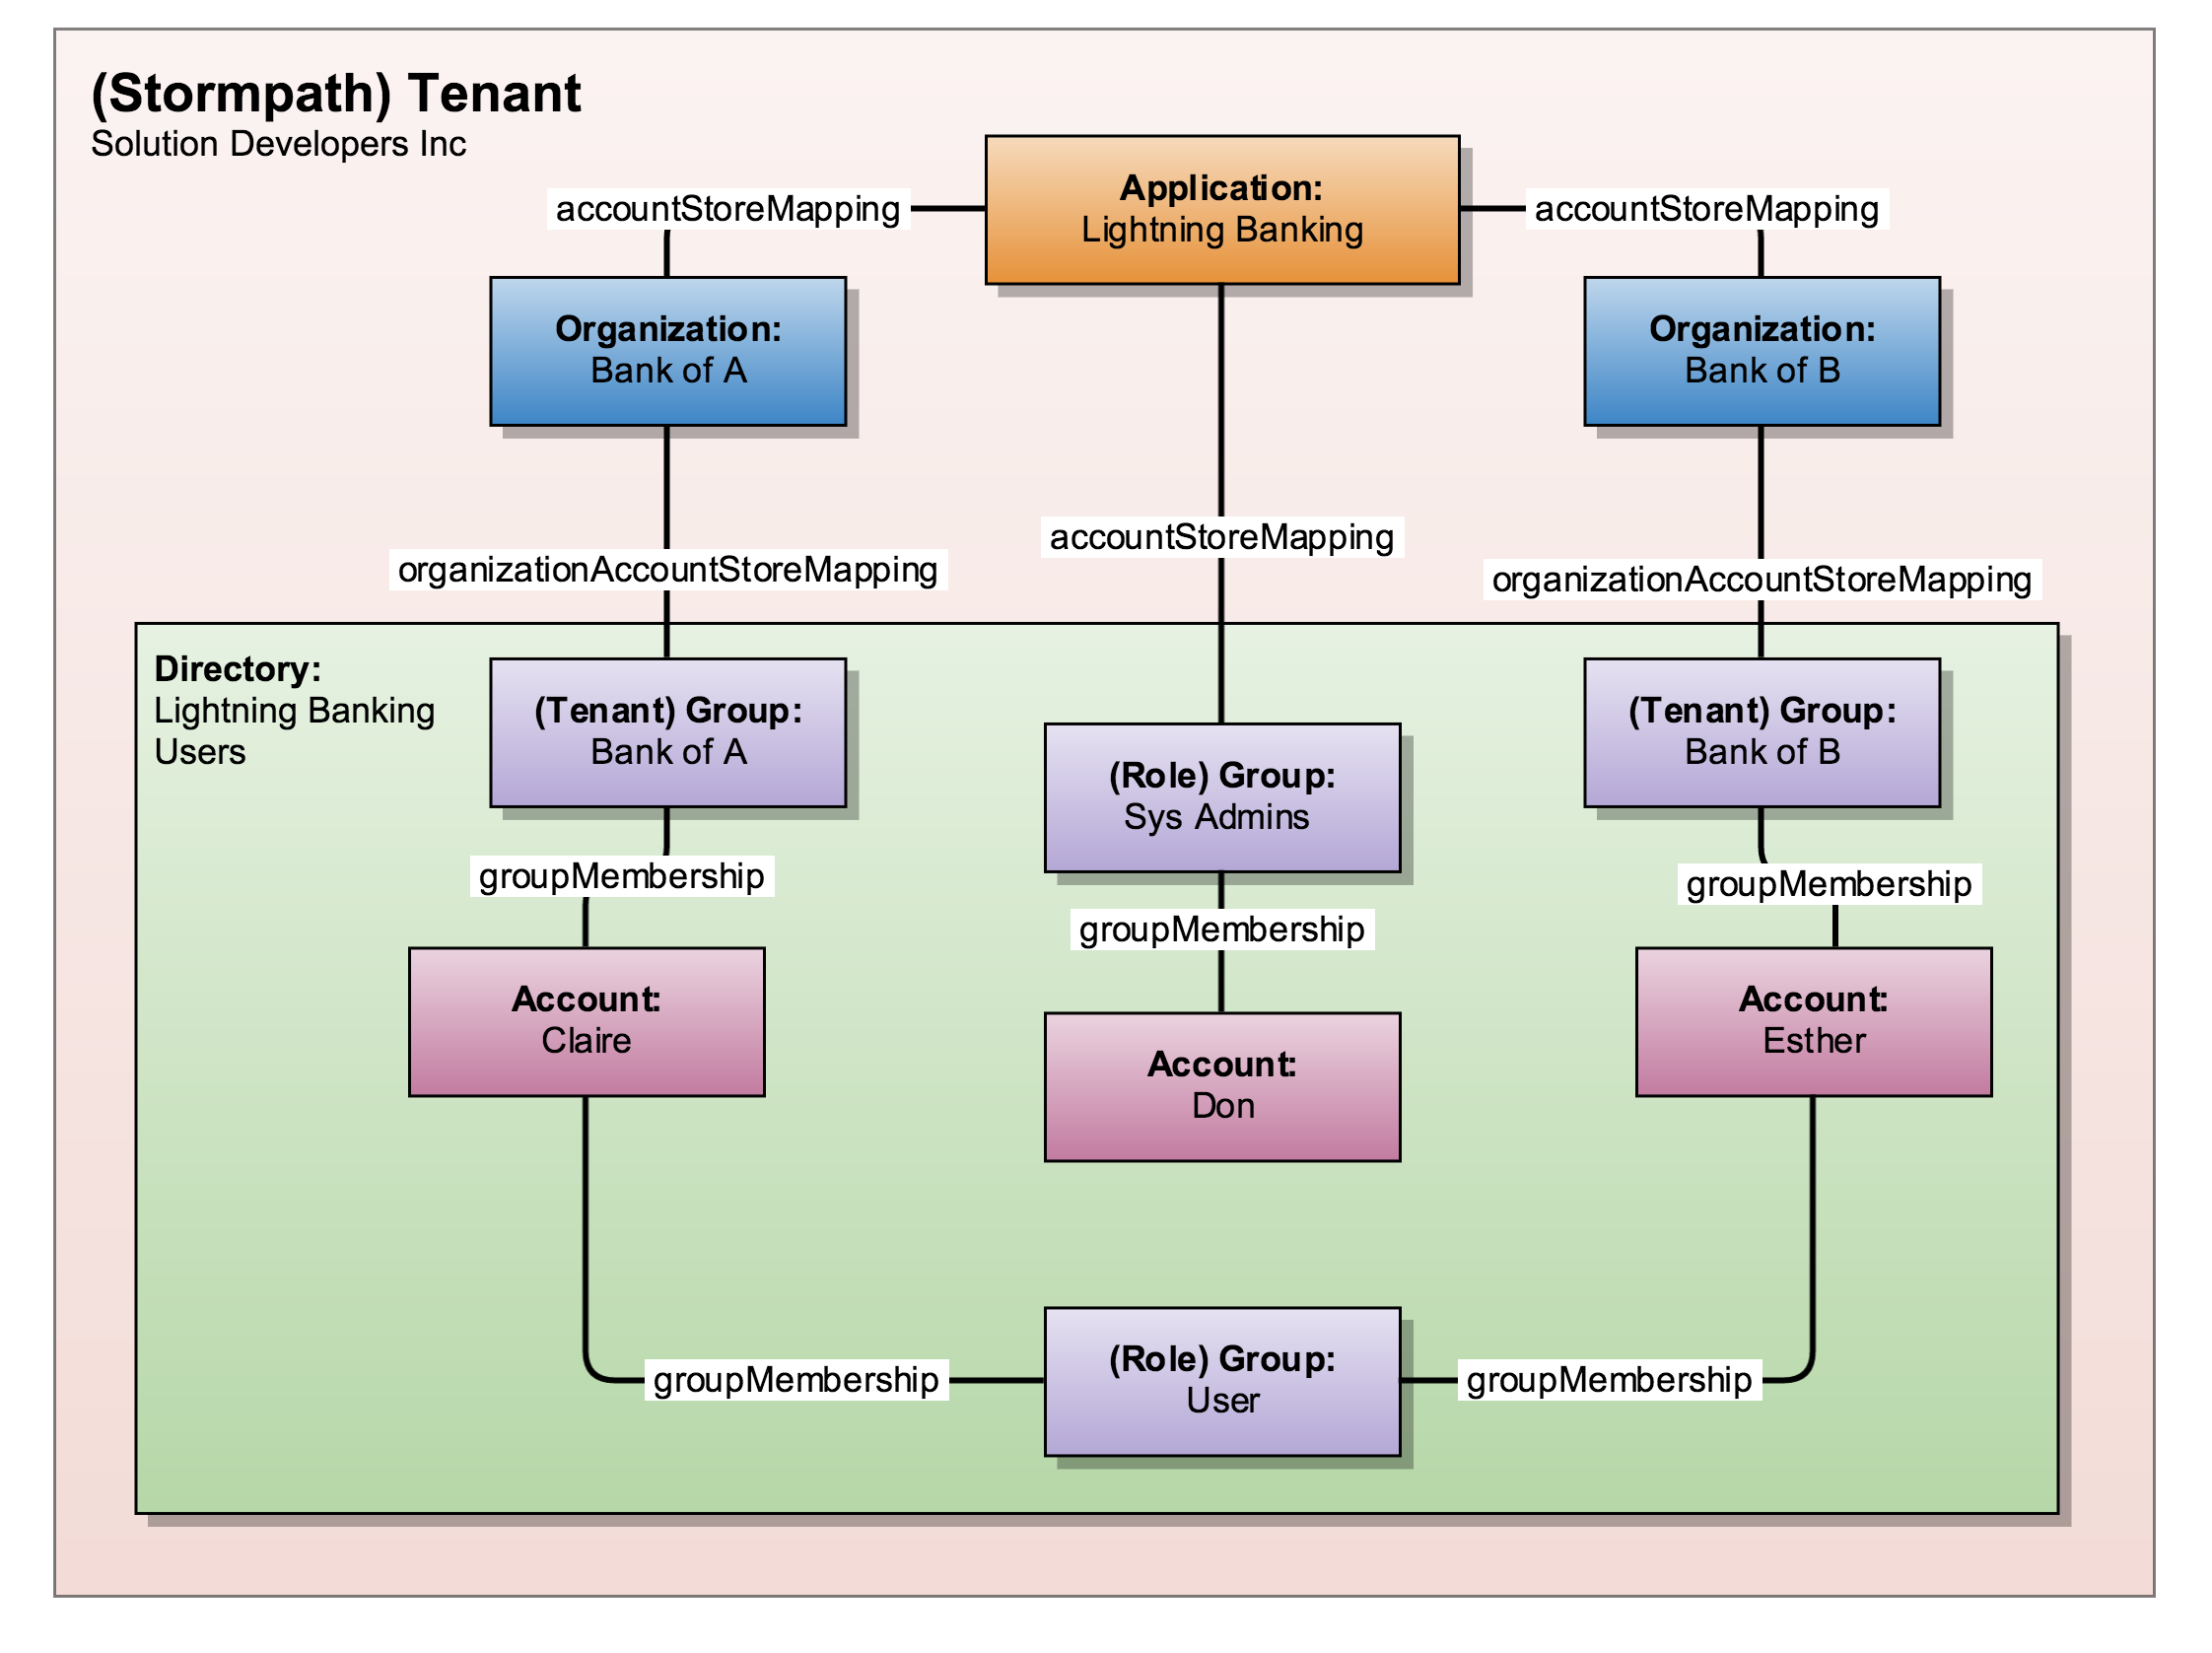 (Stormpath) Tenant
Solution Developers Inc
Application:
Lightning Banking
accountStoreMapping
accountStoreMapping
Organization:
Bank of A
Organization:
Bank of B
accountStoreMapping
organizationAccountStoreMapping
organizationAccountStoreMapping
Directory:
Lightning Banking
Users
(Tenant) Group:
Bank of A
(Role) Group:
Sys Admins
(Tenant) Group:
Bank of B
groupMembership
groupMembership
groupMembership
Account:
Claire
Account:
Don
Account:
Esther
groupMembership
(Role) Group:
User
groupMembership